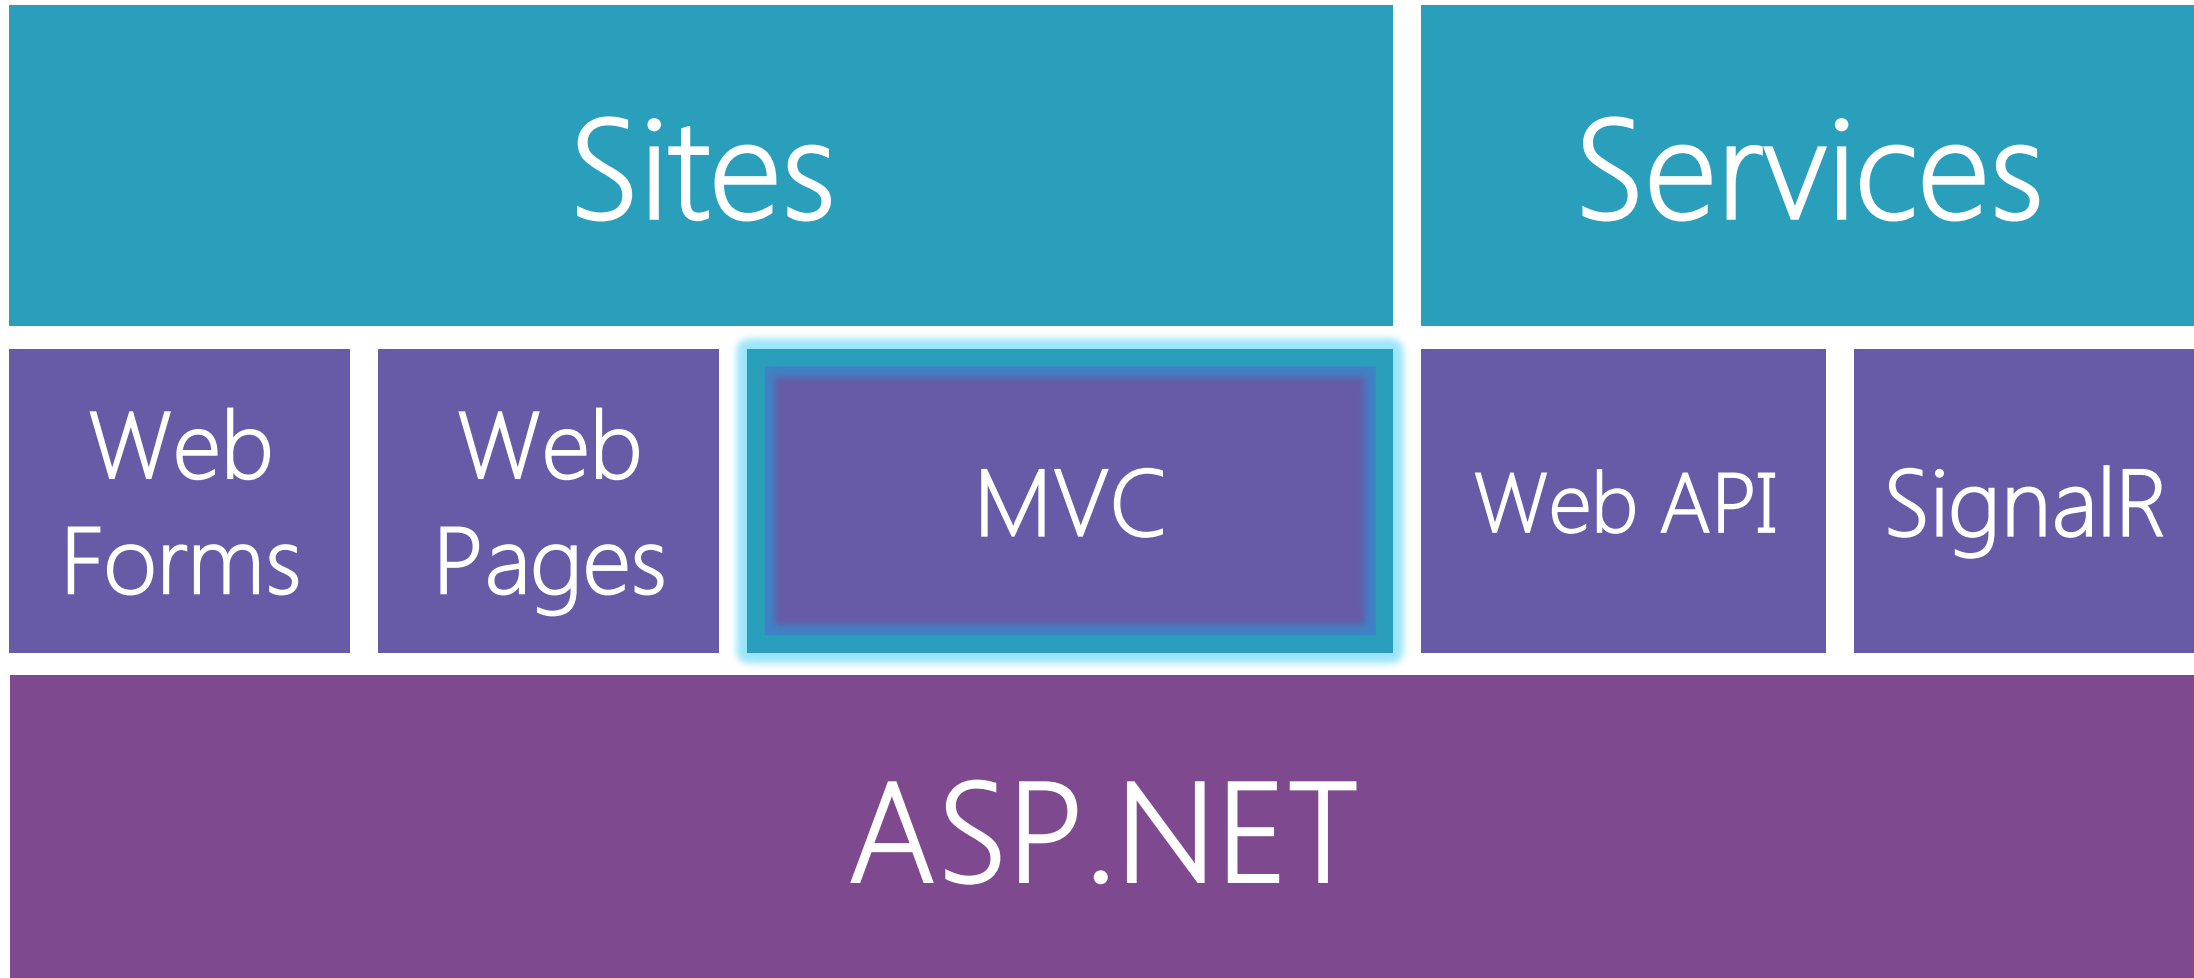 Sites
Services
Web
Forms
Web
Pages
MVC
Web API
SignalR
ASP.NET